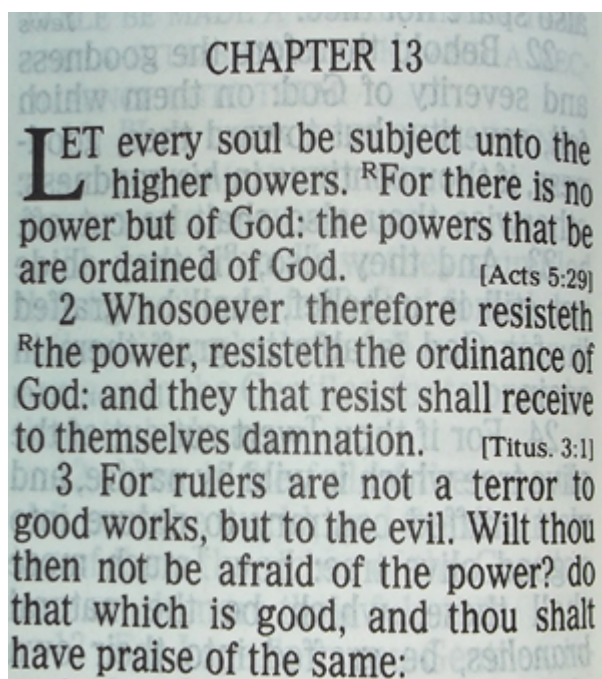 CHAPTER 13
LET every soul be subject unto the
higher powers. RFor there is no
power but of God: the powers that be
are ordained of God. [Acts 5:29]
2 Whosoever therefore resisteth
Rthe power, resisteth the ordinance of
God: and they that resist shall receive
to themselves damnation. [Titus. 3:1]
3 For rulers are not a terror to
good works, but to the evil. Wilt thou
then not be afraid of the power? do
that which is good, and thou shalt
have praise of the same: